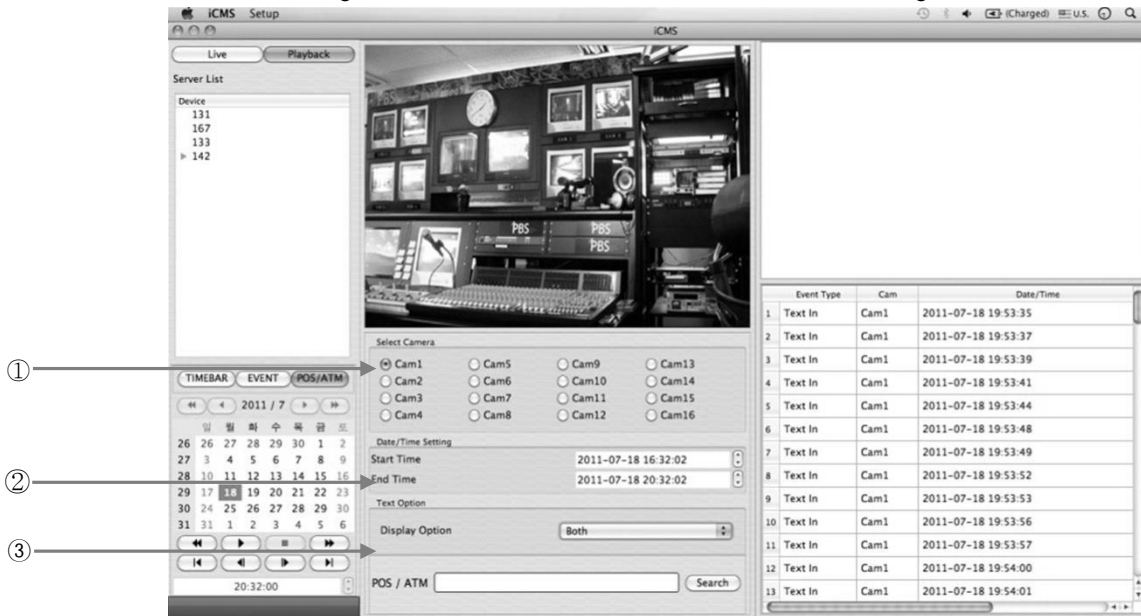 iCMS Setup (Charged) U.S.
iCMS
Live Playback
Server List
Device
131
167
133
142
TIMEBAR EVENT POS/ATM
2011 / 7
일 월 화 수 목 금 토
26 26 27 28 29 30 1 2
27 3 4 5 6 7 8 9
28 10 11 12 13 14 15 16
29 17 18 19 20 21 22 23
30 24 25 26 27 28 29 30
31 31 1 2 3 4 5 6
20:32:00
PBS PBS
PBS
Select Camera
Cam1 Cam5 Cam9 Cam13
Cam2 Cam6 Cam10 Cam14
Cam3 Cam7 Cam11 Cam15
Cam4 Cam8 Cam12 Cam16
Date/Time Setting
Start Time 2011-07-18 16:32:02
End Time 2011-07-18 20:32:02
Text Option
Display Option Both
POS / ATM Search
Event Type Cam Date/Time
1 Text In Cam1 2011-07-18 19:53:35
2 Text In Cam1 2011-07-18 19:53:37
3 Text In Cam1 2011-07-18 19:53:39
4 Text In Cam1 2011-07-18 19:53:41
5 Text In Cam1 2011-07-18 19:53:44
6 Text In Cam1 2011-07-18 19:53:48
7 Text In Cam1 2011-07-18 19:53:49
8 Text In Cam1 2011-07-18 19:53:52
9 Text In Cam1 2011-07-18 19:53:53
10 Text In Cam1 2011-07-18 19:53:56
11 Text In Cam1 2011-07-18 19:53:57
12 Text In Cam1 2011-07-18 19:54:00
13 Text In Cam1 2011-07-18 19:54:01
①
②
③